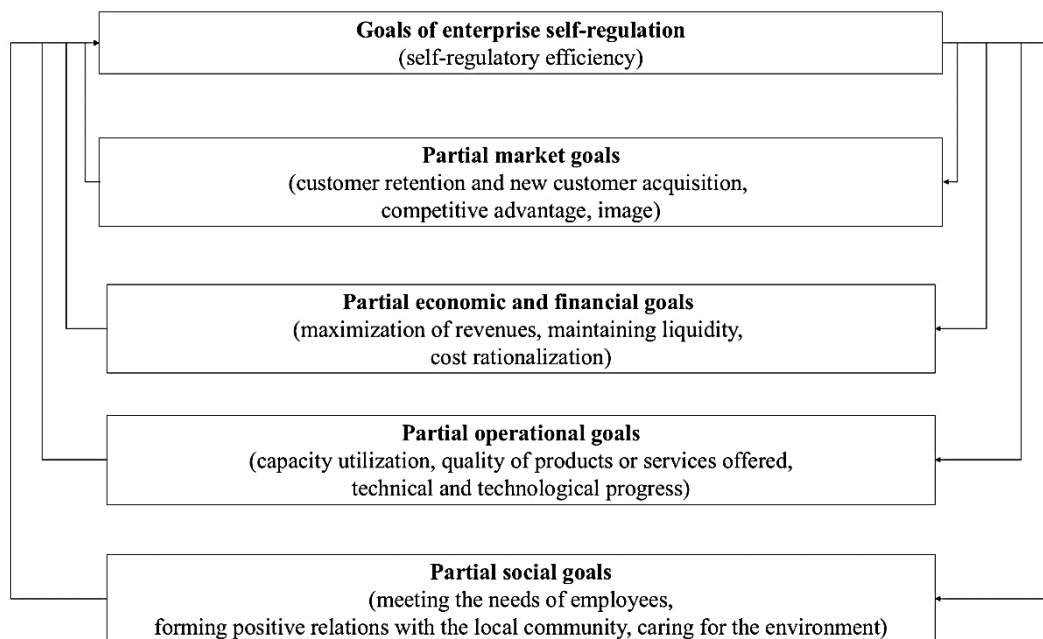 Goals of enterprise self-regulation
(self-regulatory efficiency)
Partial market goals
(customer retention and new customer acquisition,
competitive advantage, image)
Partial economic and financial goals
(maximization of revenues, maintaining liquidity,
cost rationalization)
Partial operational goals
(capacity utilization, quality of products or services offered,
technical and technological progress)
Partial social goals
(meeting the needs of employees,
forming positive relations with the local community, caring for the environment)